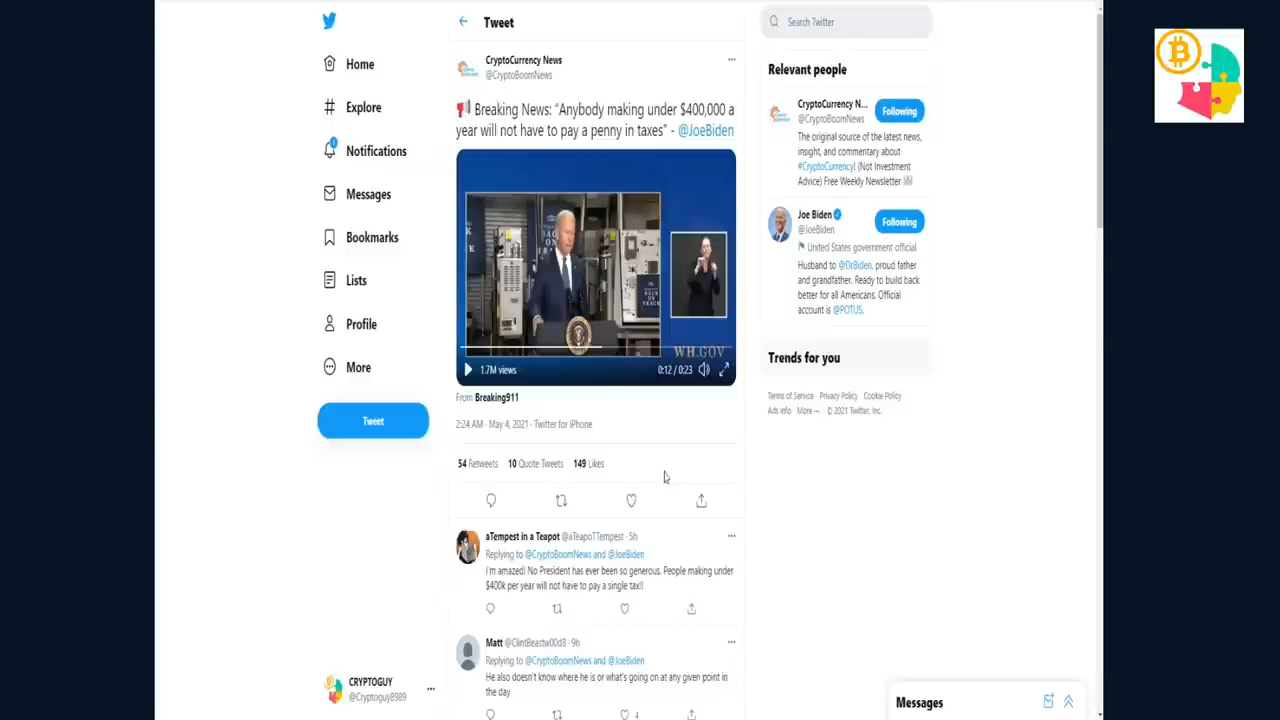 Home
Explore
Notifications
Messages
Bookmarks
Lists
Profile
More
Tweet
CRYPTOGUY
@Cryptoguy8989
Tweet
CryptoCurrency News
@CryptoBoomNews
Breaking News: “Anybody making under $400,000 a
year will not have to pay a penny in taxes” - @JoeBiden
WH.GOV
1.7M views
0:12 / 0:23
From Breaking911
2:24 AM · May 4, 2021 · Twitter for iPhone
54 Retweets 10 Quote Tweets 149 Likes
aTempest in a Teapot @aTeapoTTempest · 5h
Replying to @CryptoBoomNews and @JoeBiden
I'm amazed! No President has ever been so generous. People making under
$400k per year will not have to pay a single tax!!
Matt @ClintBeastw00d8 · 9h
Replying to @CryptoBoomNews and @JoeBiden
He also doesn't know where he is or what's going on at any given point in
the day
4
Search Twitter
Relevant people
CryptoCurrency N...
@CryptoBoomNews
Following
The original source of the latest news,
insight, and commentary about
#CryptoCurrency! (Not Investment
Advice) Free Weekly Newsletter
Joe Biden
@JoeBiden
Following
United States government official
Husband to @DrBiden, proud father
and grandfather. Ready to build back
better for all Americans. Official
account is @POTUS.
Trends for you
Terms of Service Privacy Policy Cookie Policy
Ads info More ··· © 2021 Twitter, Inc.
Messages